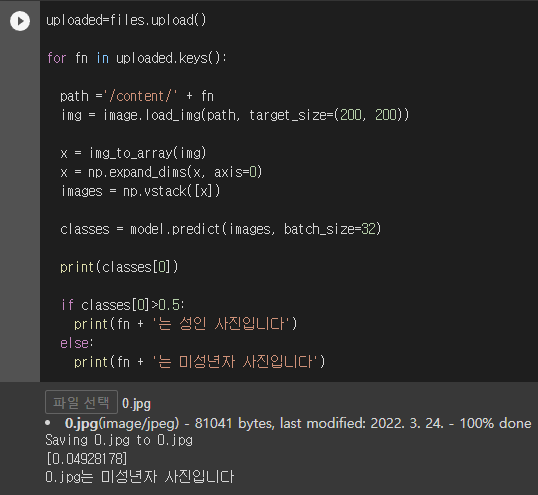 uploaded=files.upload()
for fn in uploaded.keys():
path ='/content/' + fn
img = image.load_img(path, target_size=(200, 200))
x = img_to_array(img)
x = np.expand_dims(x, axis=0)
images = np.vstack([x])
classes = model.predict(images, batch_size=32)
print(classes[0])
if classes[0]>0.5:
print(fn + '는 성인 사진입니다')
else:
print(fn + '는 미성년자 사진입니다')
파일 선택 0.jpg
• 0.jpg(image/jpeg) - 81041 bytes, last modified: 2022. 3. 24. - 100% done
Saving 0.jpg to 0.jpg
[0.04928178]
0.jpg는 미성년자 사진입니다